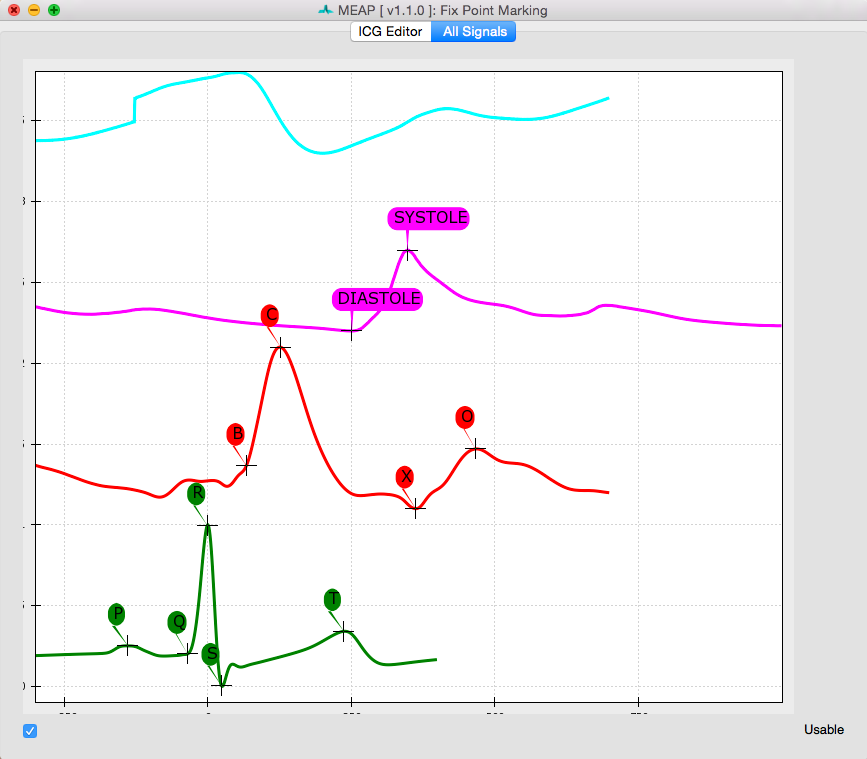 MEAP [ v1.1.0 ]: Fix Point Marking
ICG Editor All Signals
SYSTOLE
DIASTOLE
C
B
O
X
R
P
Q
T
S
Usable